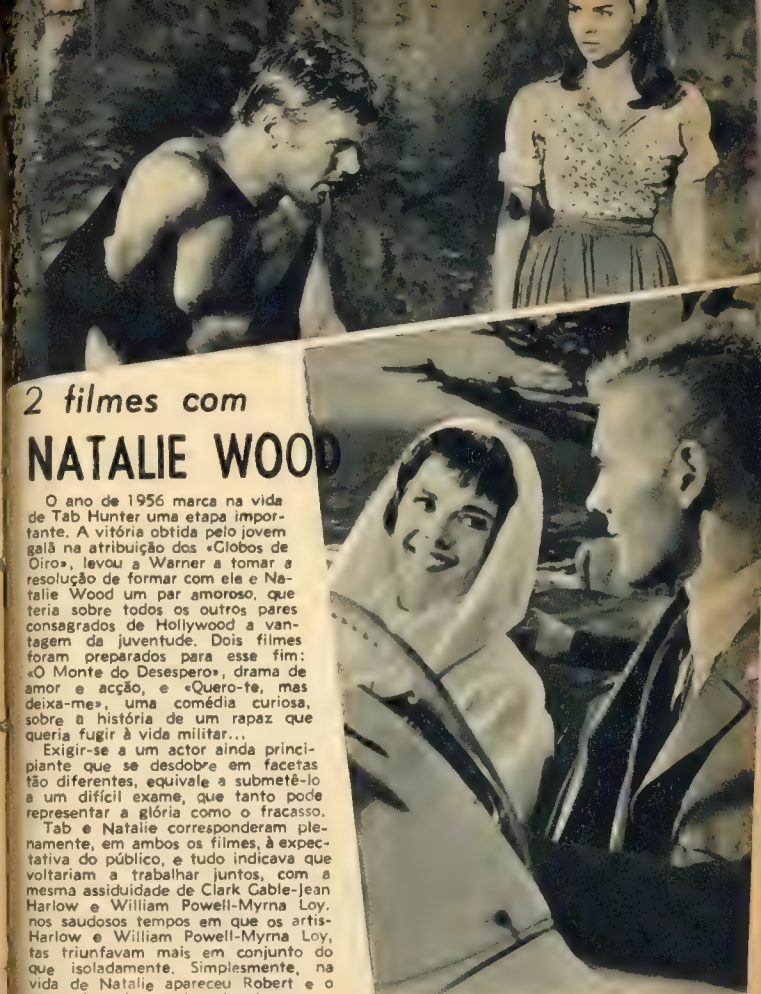 2 filmes com
NATALIE WOOD
O ano de 1956 marca na vida
de Tab Hunter uma etapa impor-
tante. A vitória obtida pelo jovem
galã na atribuição dos «Globos de
Oiro», levou a Warner a tomar a
resolução de formar com ele e Na-
talie Wood um par amoroso, que
teria sobre todos os outros pares
consagrados de Hollywood a van-
tagem da juventude. Dois filmes
foram preparados para esse fim:
«O Monte do Desespero», drama de
amor e acção, e «Quero-te, mas
deixa-me», uma comédia curiosa,
sobre a história de um rapaz que
queria fugir à vida militar...
Exigir-se a um actor ainda princi-
piante que se desdobre em facetas
tão diferentes, equivale a submetê-lo
a um difícil exame, que tanto pode
representar a glória como o fracasso.
Tab e Natalie corresponderam ple-
namente, em ambos os filmes, à expec-
tativa do público, e tudo indicava que
voltariam a trabalhar juntos, com a
mesma assiduidade de Clark Gable-Jean
Harlow e William Powell-Myrna Loy.
nos saudosos tempos em que os artis-
Harlow e William Powell-Myrna Loy,
tas triunfavam mais em conjunto do
que isoladamente. Simplesmente, na
vida de Natalie apareceu Robert e o